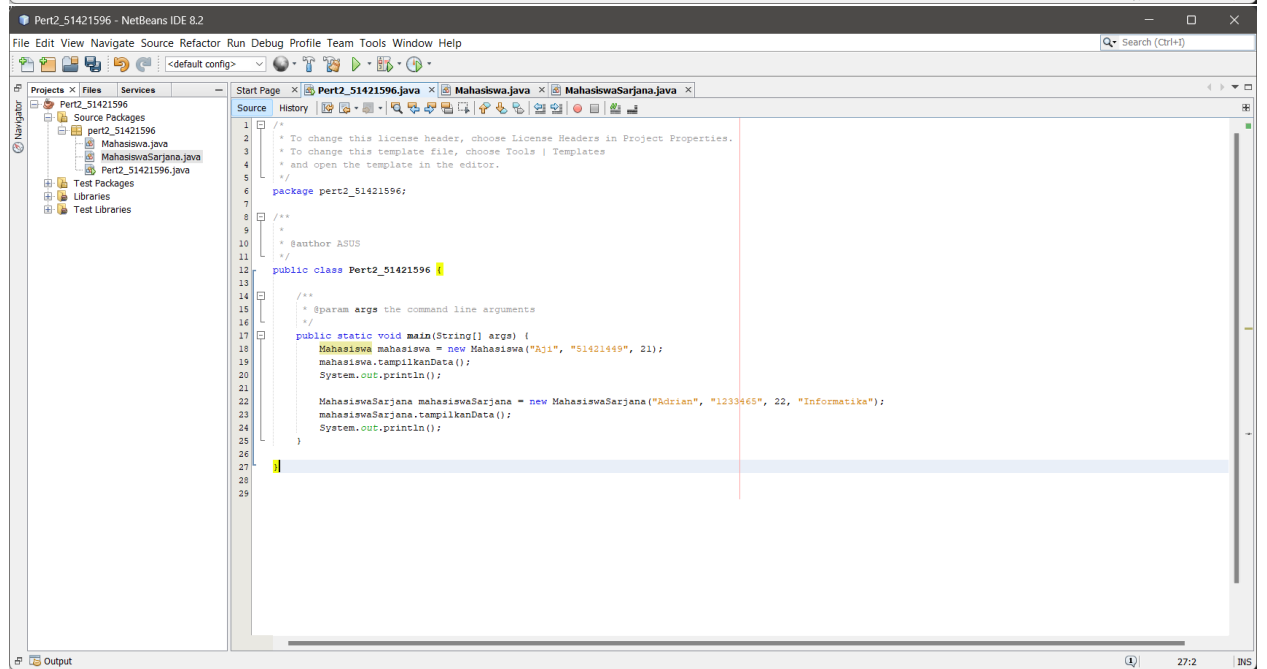 Pert2_51421596 - NetBeans IDE 8.2
File Edit View Navigate Source Refactor Run Debug Profile Team Tools Window Help
Search (Ctrl+I)
<default config>
Projects Files Services
Start Page Pert2_51421596.java Mahasiswa.java MahasiswaSarjana.java
Navigator
Pert2_51421596
Source Packages
pert2_51421596
Mahasiswa.java
MahasiswaSarjana.java
Pert2_51421596.java
Test Packages
Libraries
Test Libraries
Source History
1 /*
2 * To change this license header, choose License Headers in Project Properties.
3 * To change this template file, choose Tools | Templates
4 * and open the template in the editor.
5 */
6 package pert2_51421596;
7
8 /**
9 *
10 * @author ASUS
11 */
12 public class Pert2_51421596 {
13
14 /**
15 * @param args the command line arguments
16 */
17 public static void main(String[] args) {
18 Mahasiswa mahasiswa = new Mahasiswa("Aji", "51421449", 21);
19 mahasiswa.tampilkanData();
20 System.out.println();
21
22 MahasiswaSarjana mahasiswaSarjana = new MahasiswaSarjana("Adrian", "1233465", 22, "Informatika");
23 mahasiswaSarjana.tampilkanData();
24 System.out.println();
25 }
26
27 }
28
29
Output
1
27:2
INS